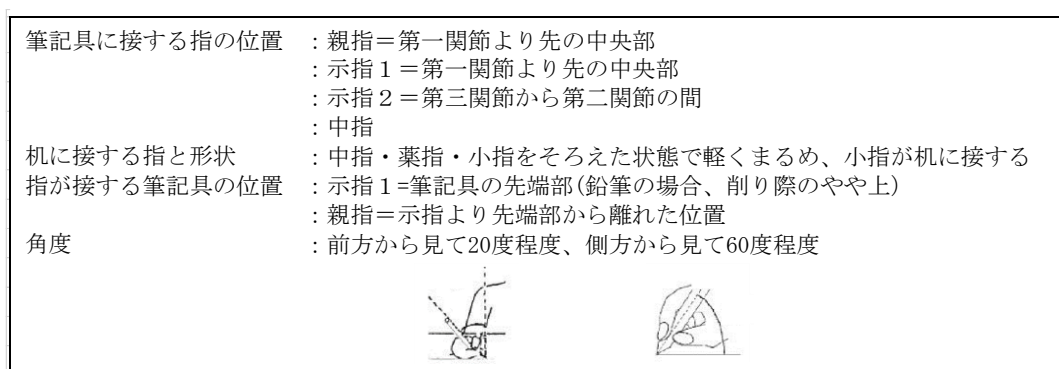 筆記具に接する指の位置　：親指＝第一関節より先の中央部
：示指１＝第一関節より先の中央部
：示指２＝第三関節から第二関節の間
：中指
机に接する指と形状　：中指・薬指・小指をそろえた状態で軽くまるめ、小指が机に接する
指が接する筆記具の位置　：示指１=筆記具の先端部(鉛筆の場合、削り際のやや上)
：親指＝示指より先端部から離れた位置
角度　：前方から見て20度程度、側方から見て60度程度